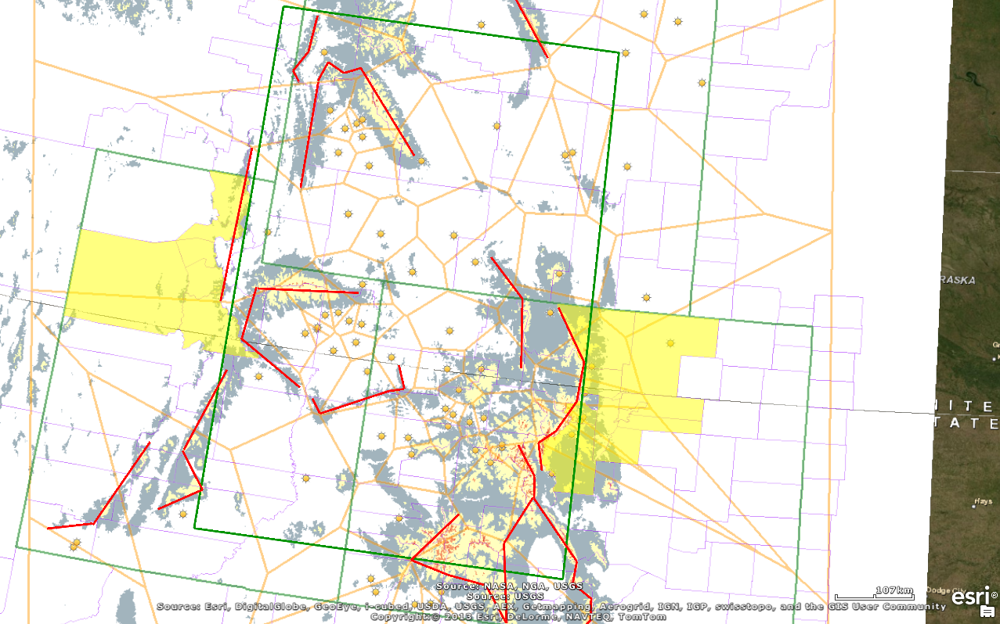 RASKA
NITE
TATE
Hays
Dodge City
107km
esri
Source: NASA, NGA, USGS
Source: USGS
Source: Esri, DigitalGlobe, GeoEye, i-cubed, USDA, USGS, AEX, Getmapping, Aerogrid, IGN, IGP, swisstopo, and the GIS User Community
Copyright:© 2013 Esri, DeLorme, NAVTEQ, TomTom